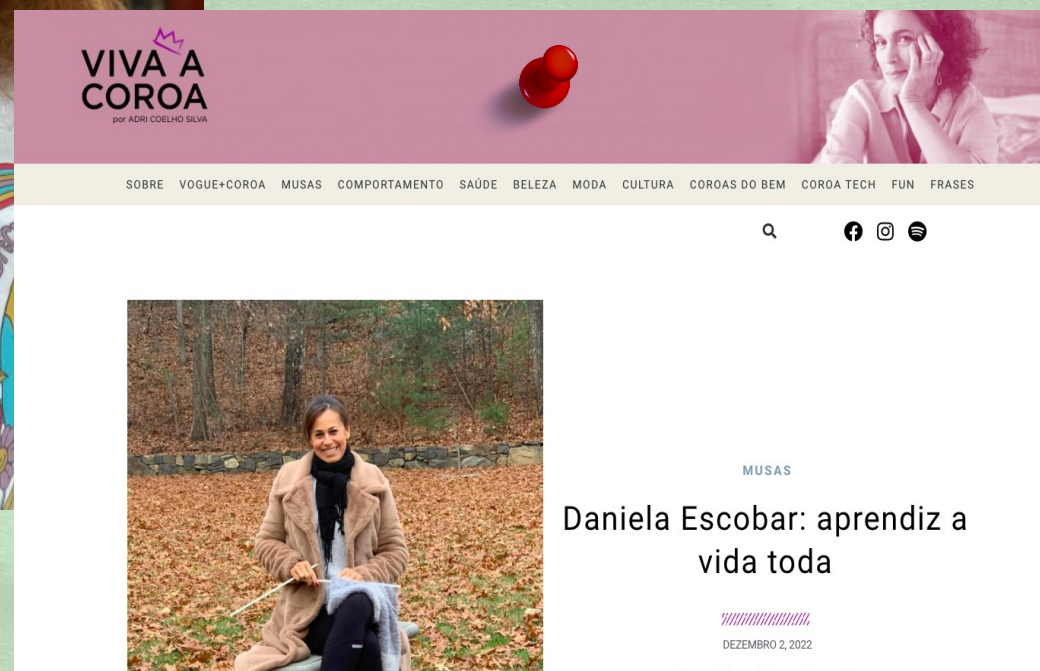 VIVA A
COROA
por ADRI COELHO SILVA
SOBRE VOGUE+COROA MUSAS COMPORTAMENTO SAÚDE BELEZA MODA CULTURA COROAS DO BEM COROA TECH FUN FRASES
MUSAS
Daniela Escobar: aprendiz a
vida toda
DEZEMBRO 2, 2022